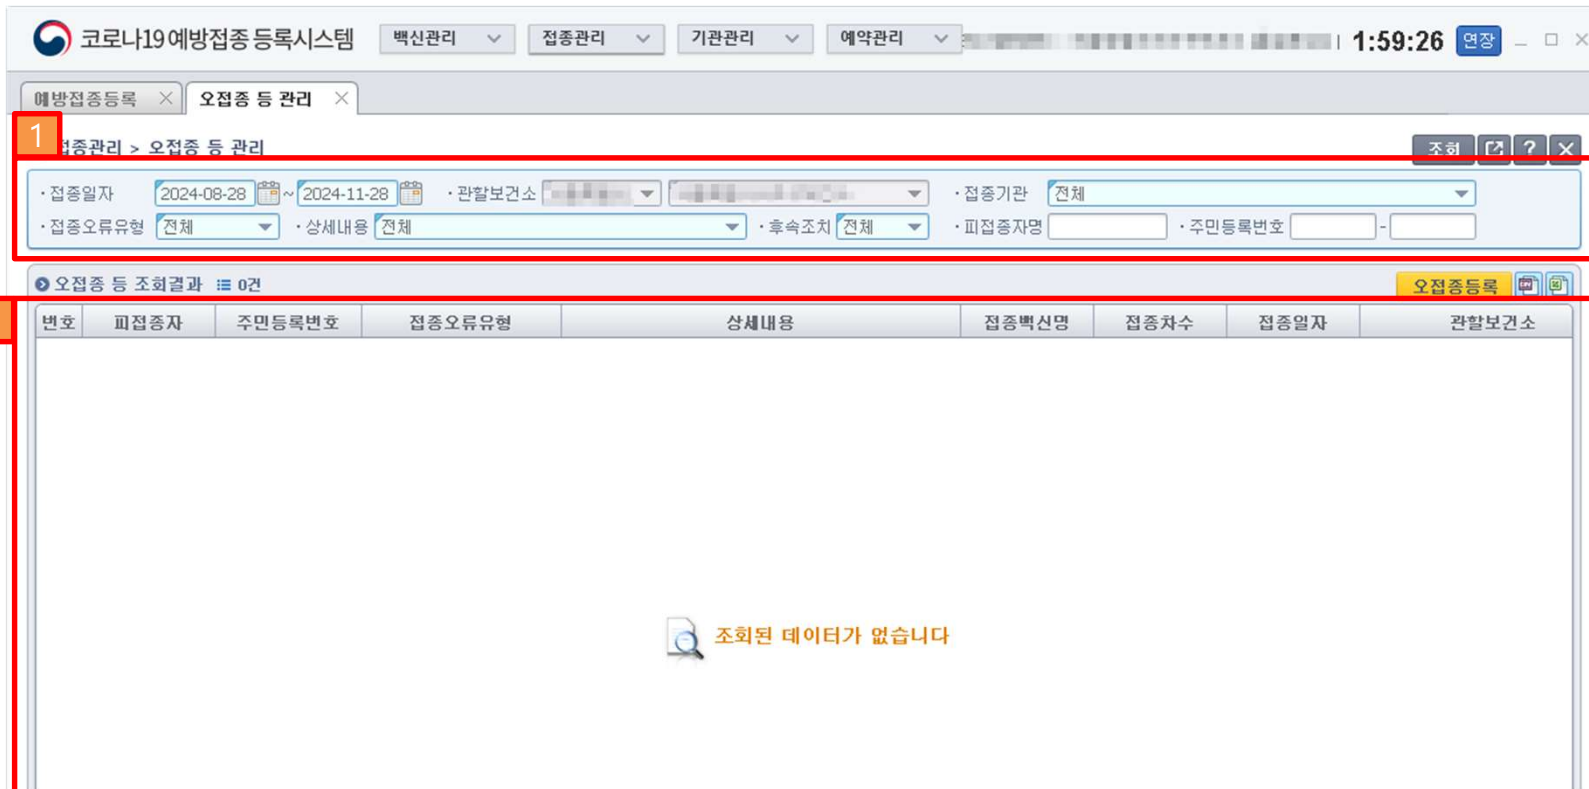 코로나19 예방접종 등록시스템 백신관리 접종관리 기관관리 예약관리 1:59:26 연장
예방접종등록 오접종 등 관리
1
접종관리 > 오접종 등 관리 조회 ?
·접종일자 2024-08-28 ~ 2024-11-28 ·관할보건소 ·접종기관 전체
·접종오류유형 전체 ·상세내용 전체 ·후속조치 전체 ·피접종자명 ·주민등록번호 -
오접종 등 조회결과 0건 오접종등록
번호 피접종자 주민등록번호 접종오류유형 상세내용 접종백신명 접종차수 접종일자 관할보건소
조회된 데이터가 없습니다